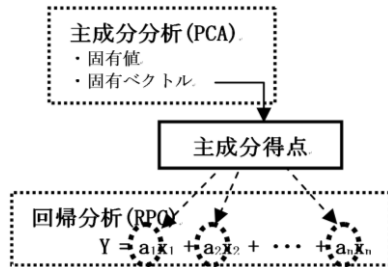 主成分分析(PCA)
・固有値
・固有ベクトル
主成分得点
回帰分析(RPC)
Y = a₁x₁ + a₂x₂ + ⋯ + aₙxₙ